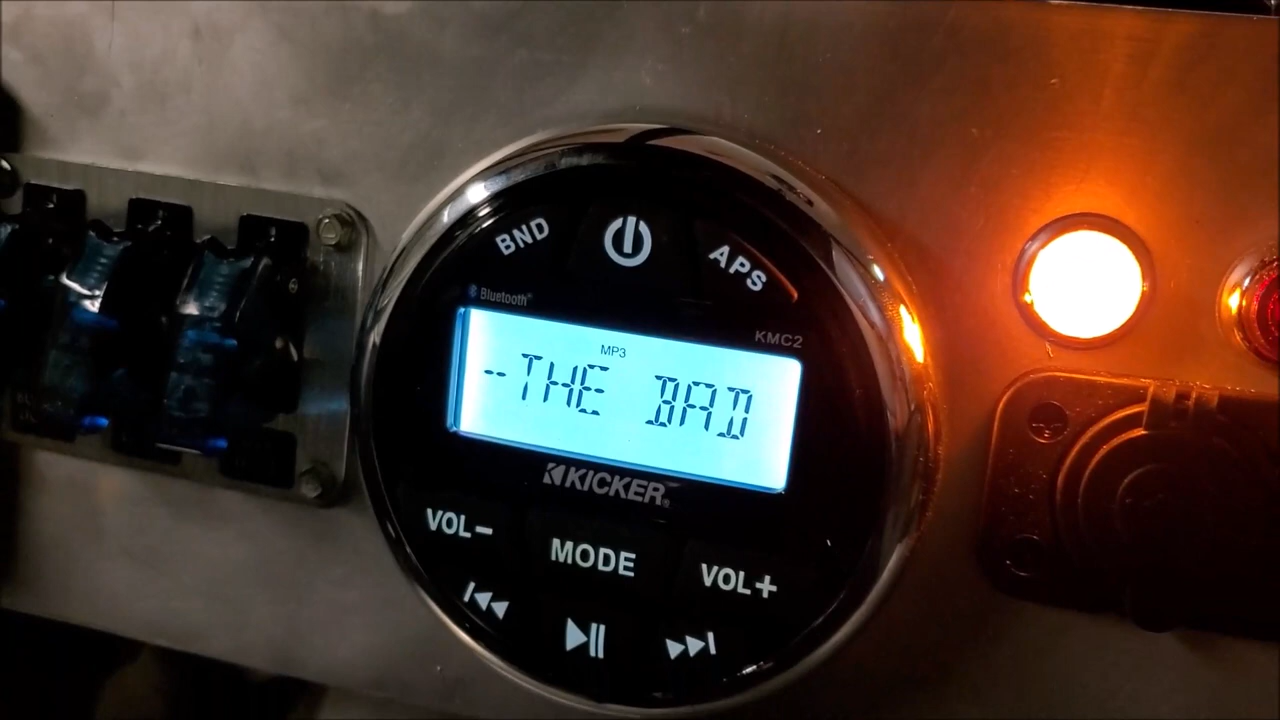 BND
APS
Bluetooth®
KMC2
MP3
-THE BAD
KICKER®
VOL−
MODE
VOL+